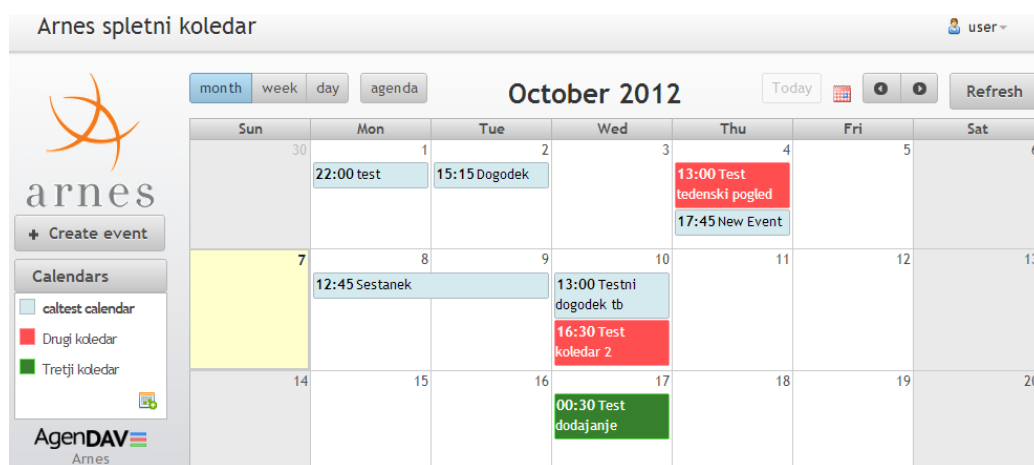 Arnes spletni koledar
user
month week day agenda
October 2012
Today
Refresh
arnes
+ Create event
Calendars
caltest calendar
Drugi koledar
Tretji koledar
AgenDAV
Arnes
Sun Mon Tue Wed Thu Fri Sat
30 1 2 3 4 5 6
22:00 test
15:15 Dogodek
13:00 Test
tedenski pogled
17:45 New Event
7 8 9 10 11 12 13
12:45 Sestanek
13:00 Testni
dogodek tb
16:30 Test
koledar 2
14 15 16 17 18 19 20
00:30 Test
dodajanje